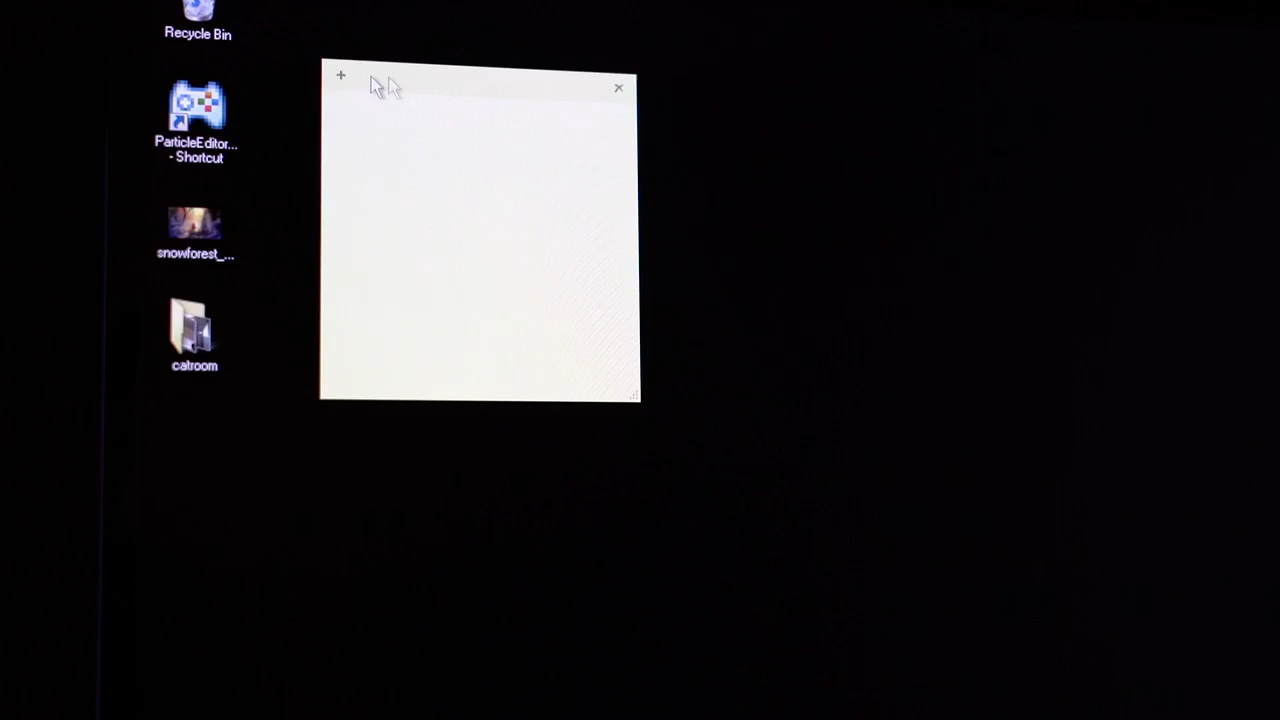 Recycle Bin
ParticleEditor...
- Shortcut
snowforest_...
catroom